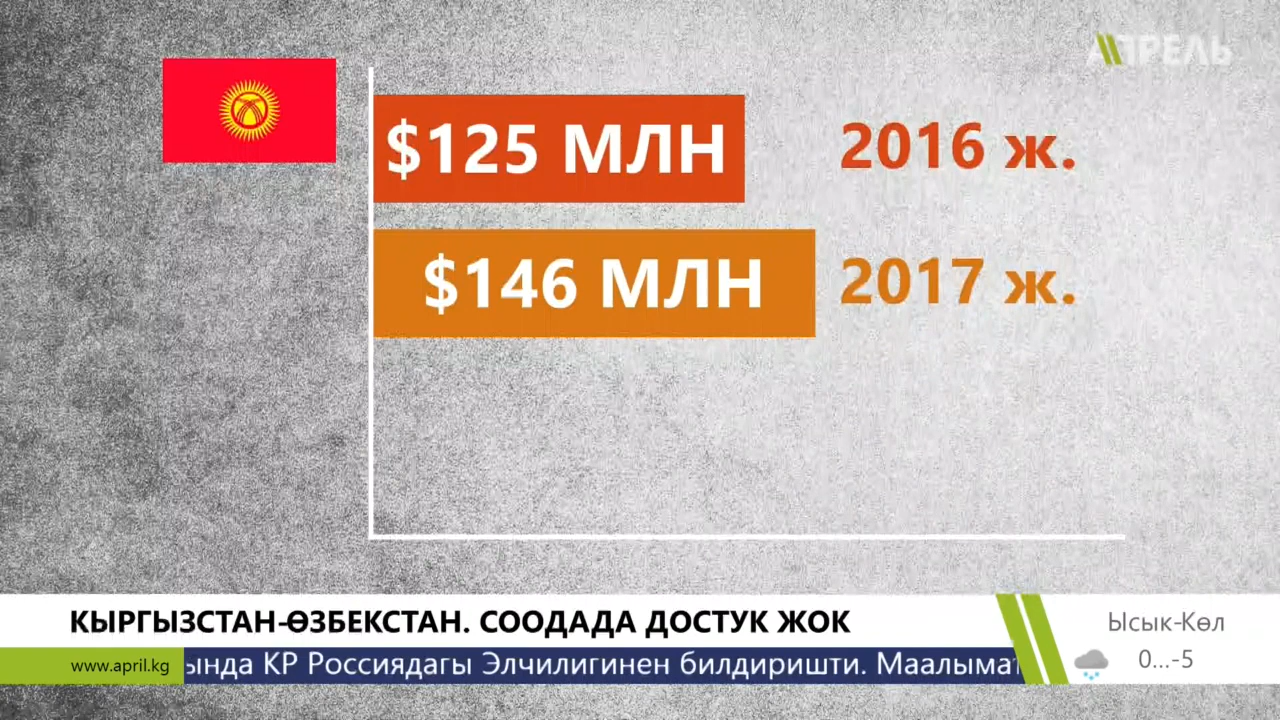 АПРЕЛЬ
$125 МЛН
2016 ж.
$146 МЛН
2017 ж.
КЫРГЫЗСТАН-ӨЗБЕКСТАН. СООДАДА ДОСТУК ЖОК
Ысык-Көл
0...-5
www.april.kg
ында КР Россиядагы Элчилигинен билдиришти. Маалымат